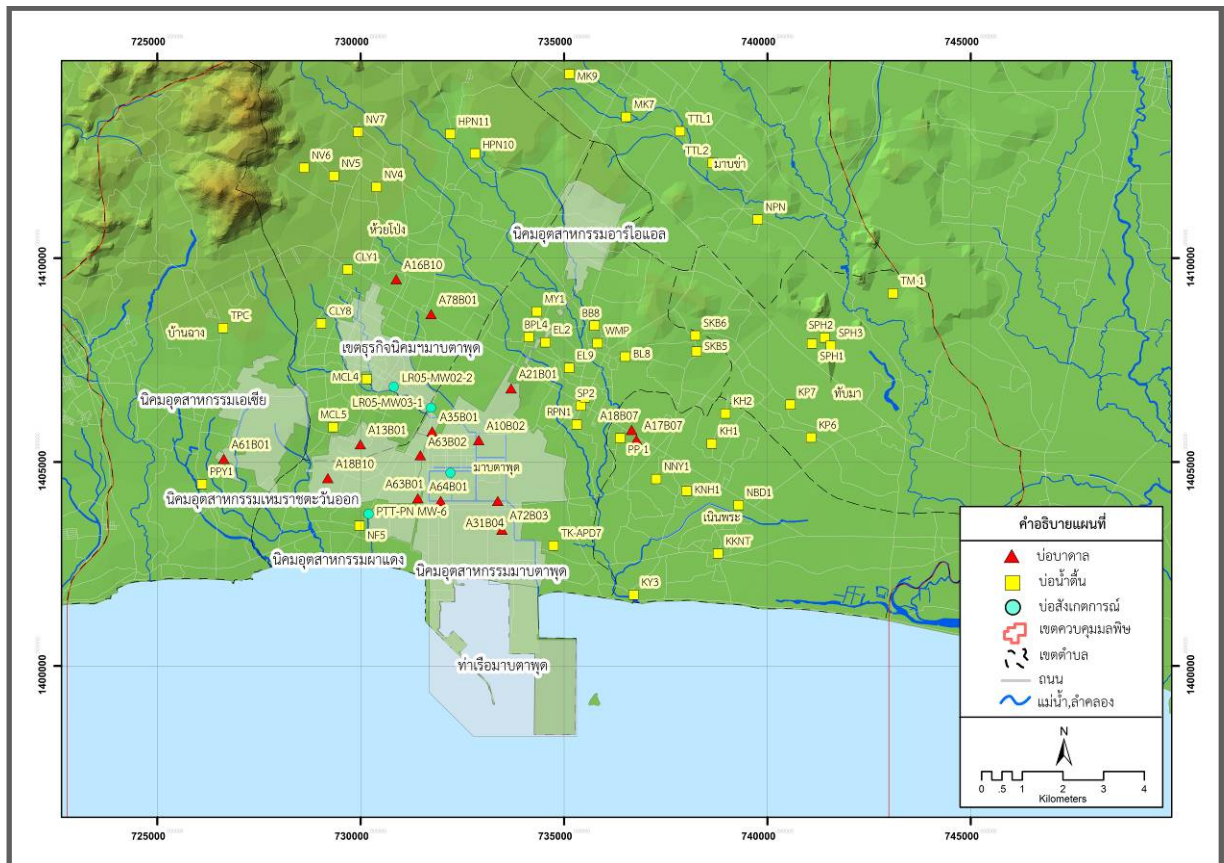 725000
730000
735000
740000
745000
MK9
MK7
TTL1
TTL2
มาบข่า
NV7
HPN11
HPN10
NV6
NV5
NV4
NPN
ห้วยโป่ง
นิคมอุตสาหกรรมอาร์ไอแอล
1410000
1410000
CLY1
A16B10
TM-1
A78B01
MY1
TPC
CLY8
BB8
BPL4
EL2
WMP
SKB6
SPH2
SPH3
บ้านฉาง
เขตธุรกิจนิคมฯมาบตาพุด
EL9
BL8
SKB5
SPH1
MCL4
LR05-MW02-2
A21B01
ทับมา
นิคมอุตสาหกรรมเอเซีย
LR05-MW03-1
SP2
KH2
KP7
MCL5
A35B01
RPN1
A18B07
A13B01
A10B02
A17B07
KH1
KP6
A61B01
A63B02
PP 1
มาบตาพุด
PPY1
A18B10
NNY1
นิคมอุตสาหกรรมเหมราชตะวันออก
A63B01
A64B01
KNH1
NBD1
1405000
1405000
PTT-PN MW-6
A31B04
A72B03
เนินพระ
NF5
TK-APD7
KKNT
นิคมอุตสาหกรรมผาแดง
นิคมอุตสาหกรรมมาบตาพุด
KY3
ท่าเรือมาบตาพุด
1400000
1400000
คำอธิบายแผนที่
บ่อบาดาล
บ่อน้ำตื้น
บ่อสังเกตการณ์
เขตควบคุมมลพิษ
เขตตำบล
ถนน
แม่น้ำ,ลำคลอง
N
0 .5 1 2 3 4
Kilometers
725000
730000
735000
740000
745000